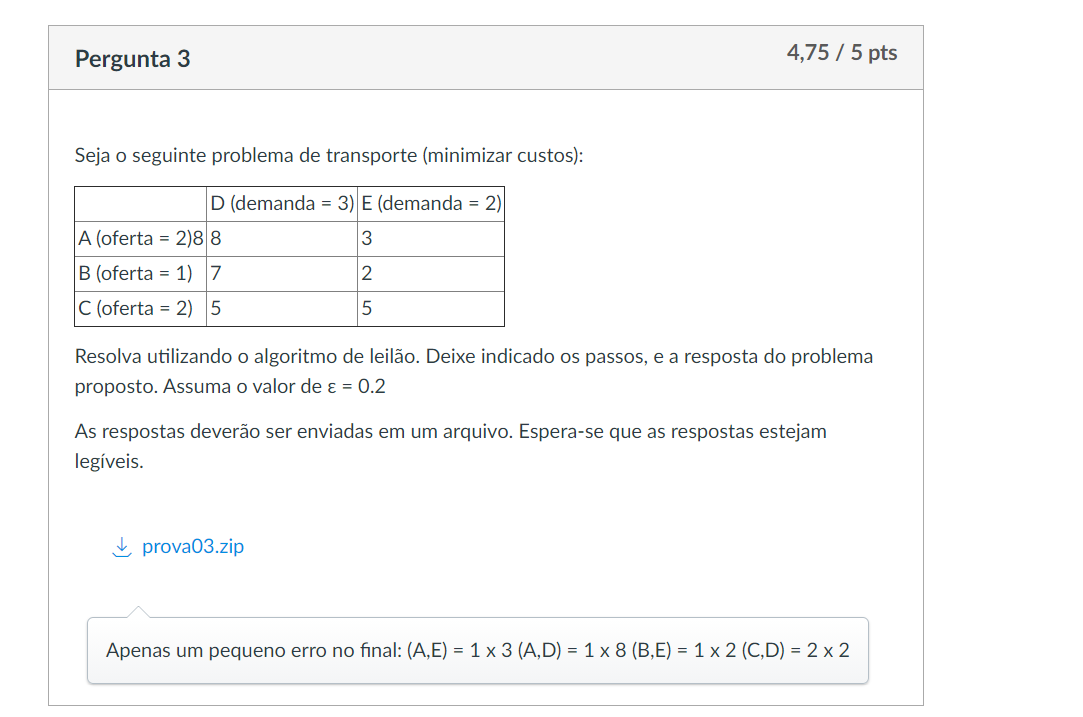 Pergunta 3
4,75 / 5 pts
Seja o seguinte problema de transporte (minimizar custos):
D (demanda = 3) E (demanda = 2)
A (oferta = 2)8 8 3
B (oferta = 1) 7 2
C (oferta = 2) 5 5
Resolva utilizando o algoritmo de leilão. Deixe indicado os passos, e a resposta do problema
proposto. Assuma o valor de ε = 0.2
As respostas deverão ser enviadas em um arquivo. Espera-se que as respostas estejam
legíveis.
prova03.zip
Apenas um pequeno erro no final: (A,E) = 1 x 3 (A,D) = 1 x 8 (B,E) = 1 x 2 (C,D) = 2 x 2